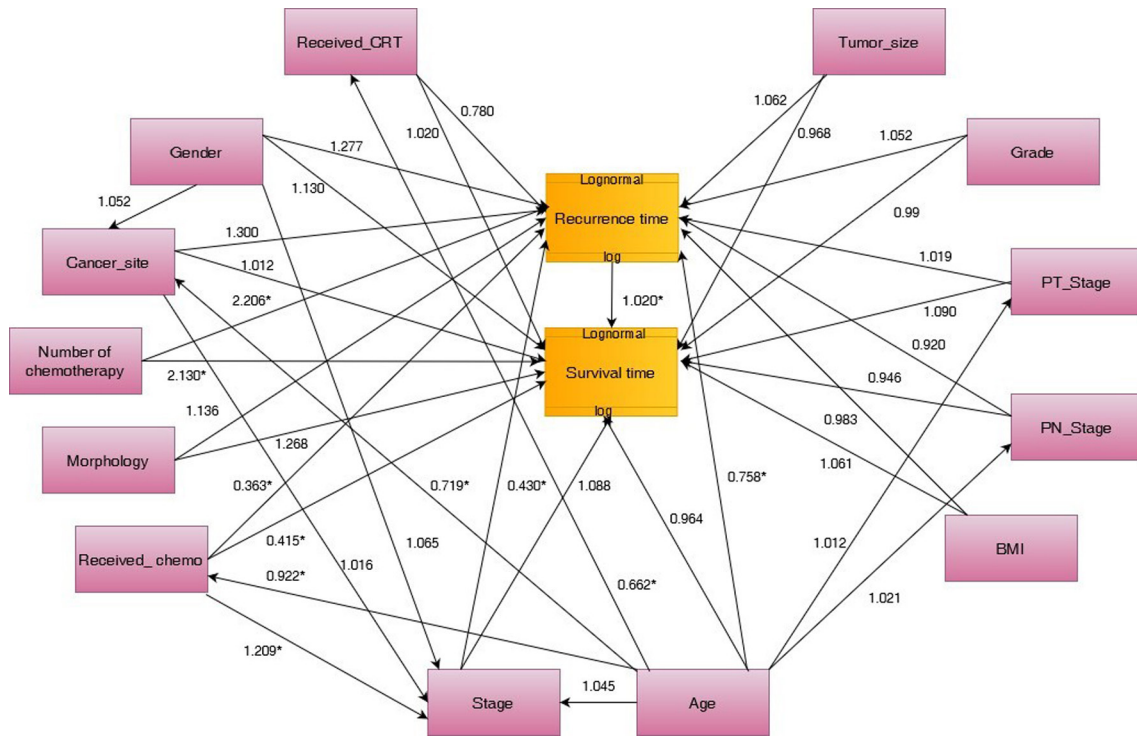 Received_CRT
Tumor_size
0.780
1.062
Gender
1.277
1.020
0.968
1.052
Grade
1.130
Lognormal
Recurrence time
log
1.052
1.300
0.99
Cancer_site
1.012
1.019
PT_Stage
2.206*
1.020*
1.090
Number of
chemotherapy
Lognormal
Survival time
log
0.920
2.130*
0.946
1.136
0.983
PN_Stage
Morphology
1.268
1.061
0.363*
0.719*
0.430*
1.088
0.758*
0.964
Received_ chemo
0.415*
1.016
1.065
1.012
BMI
0.922*
0.662*
1.021
1.209*
1.045
Stage
Age